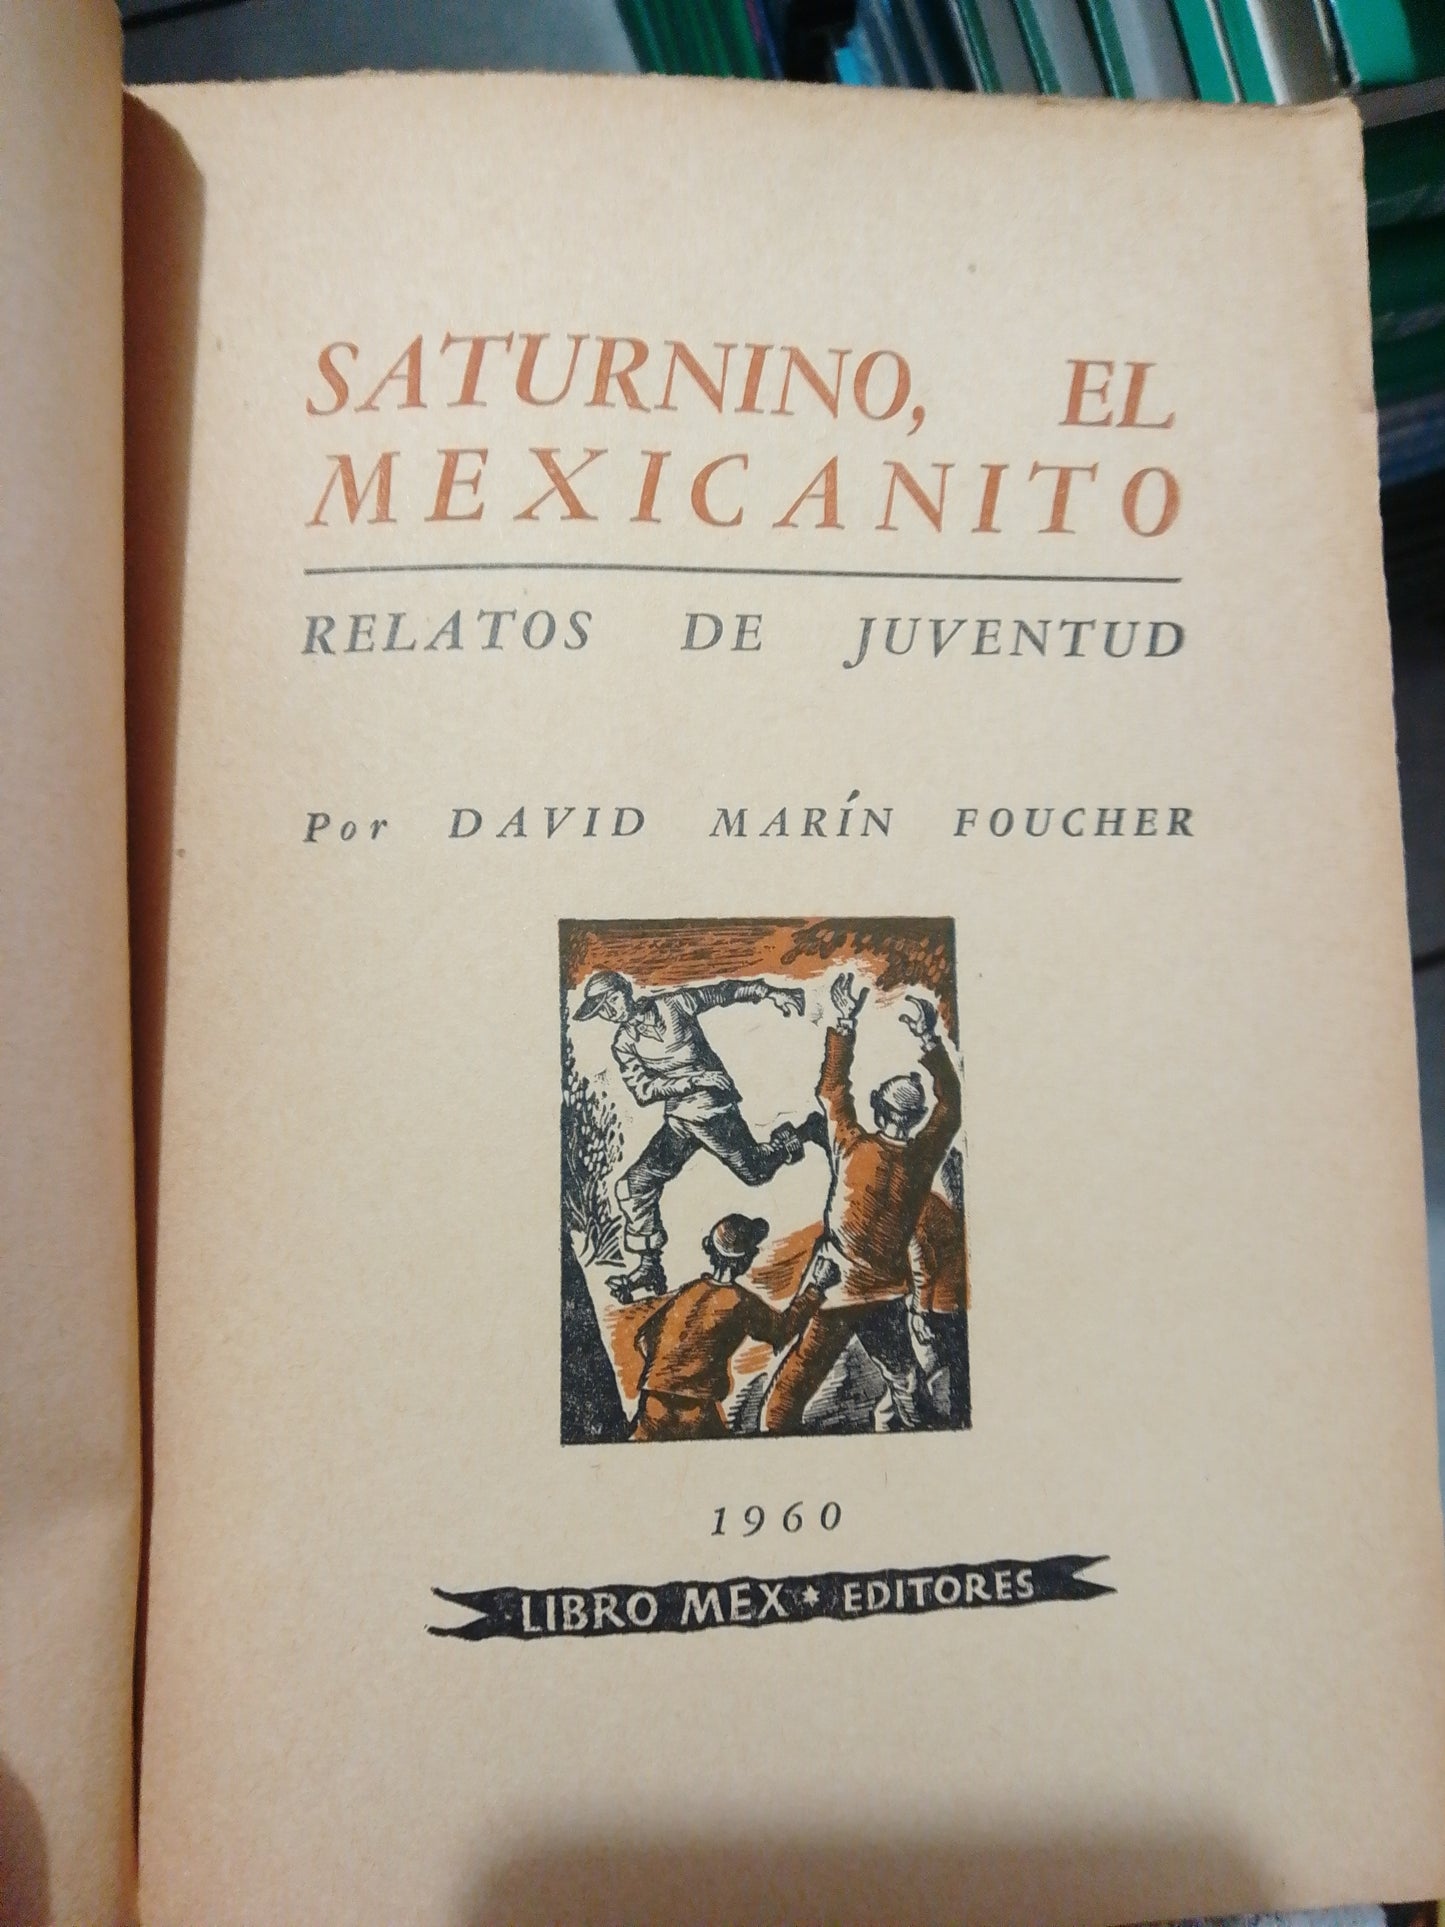 SATURNINO, EL
MEXICANITO
RELATOS DE JUVENTUD
Por DAVID MARÍN FOUCHER
1960
LIBRO MEX * EDITORES